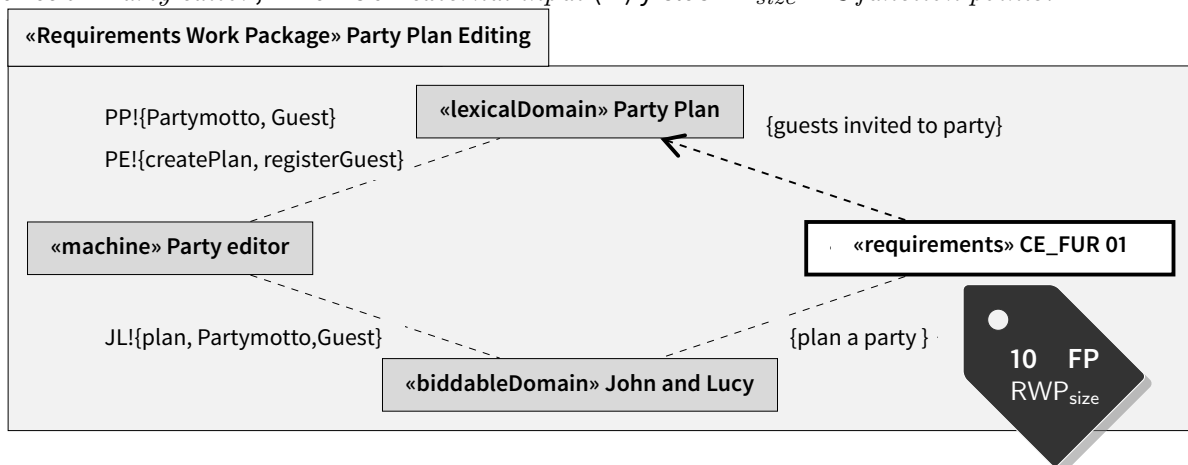 «Requirements Work Package» Party Plan Editing
PP!{Partymotto, Guest}
«lexicalDomain» Party Plan
{guests invited to party}
PE!{createPlan, registerGuest}
«machine» Party editor
«requirements» CE_FUR 01
JL!{plan, Partymotto,Guest}
{plan a party }
«biddableDomain» John and Lucy
10 FP
RWPsize